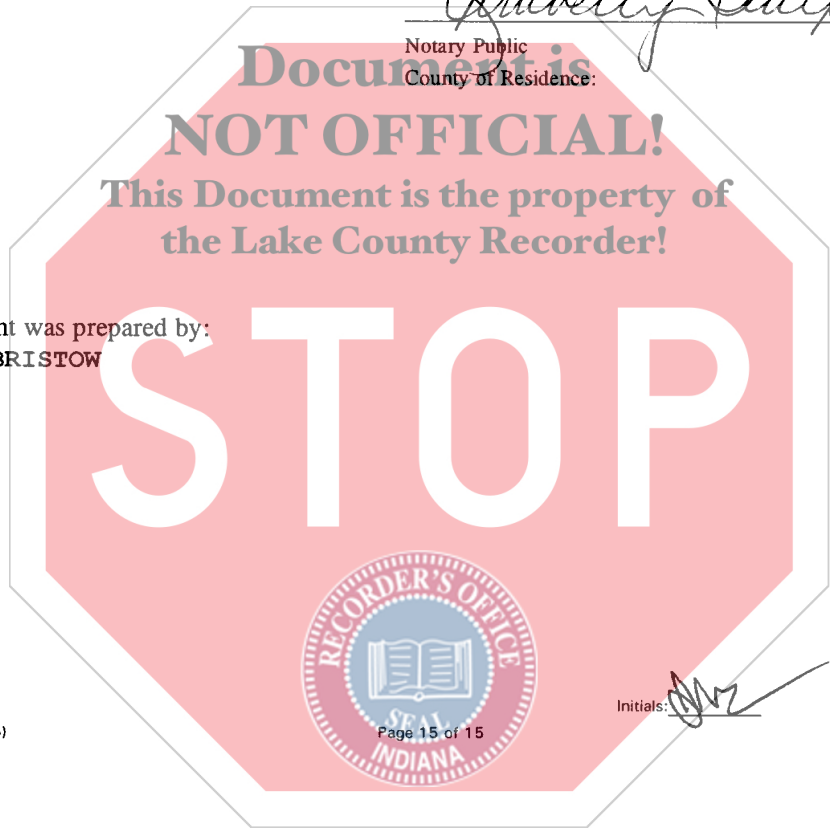 Notary Public
Document is
County of Residence:
NOT OFFICIAL!
This Document is the property of
the Lake County Recorder!
nt was prepared by:
BRISTOW
STOP
RECORDER'S OFFICE
SEAL
INDIANA
Initials:
Page 15 of 15